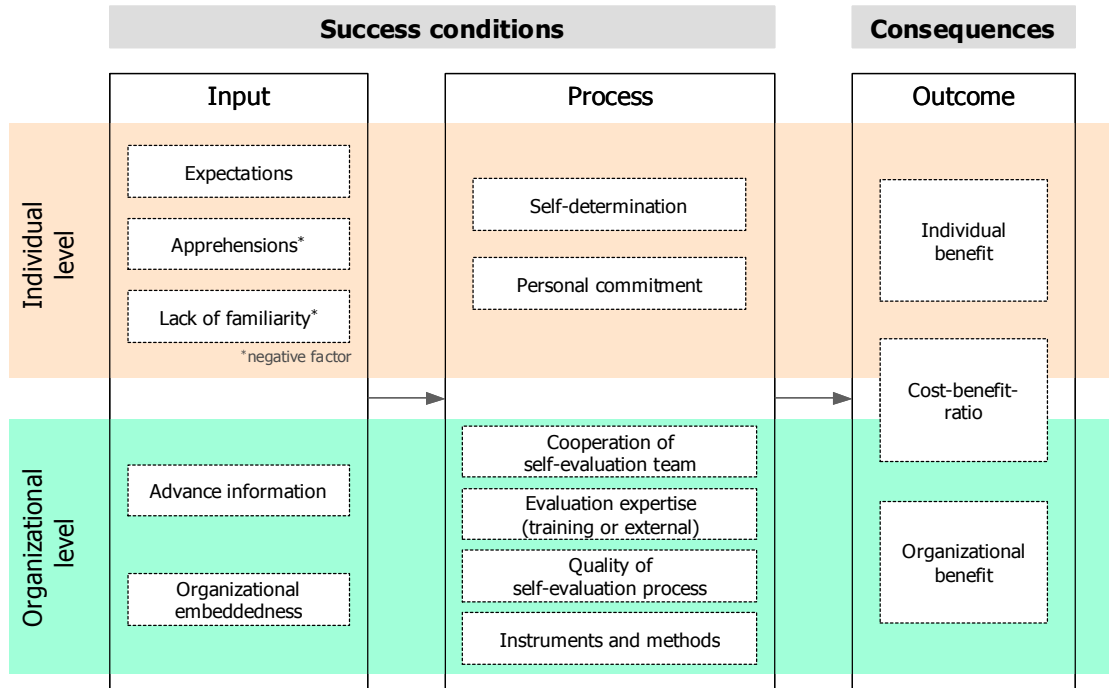 Success conditions
Consequences
Input
Process
Outcome
Individual
level
Expectations
Apprehensions*
Lack of familiarity*
*negative factor
Self-determination
Personal commitment
Individual
benefit
Cost-benefit-
ratio
Organizational
level
Advance information
Organizational
embeddedness
Cooperation of
self-evaluation team
Evaluation expertise
(training or external)
Quality of
self-evaluation process
Instruments and methods
Organizational
benefit